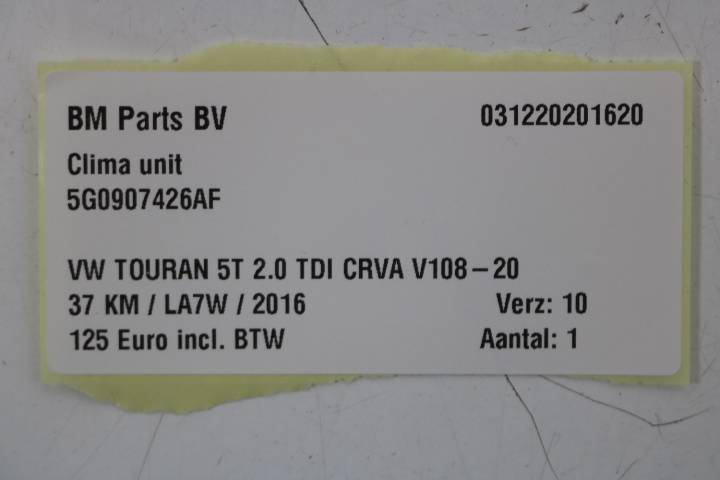 BM Parts BV 031220201620
Clima unit
5G0907426AF
VW TOURAN 5T 2.0 TDI CRVA V108-20
37 KM / LA7W / 2016 Verz: 10
125 Euro incl. BTW Aantal: 1